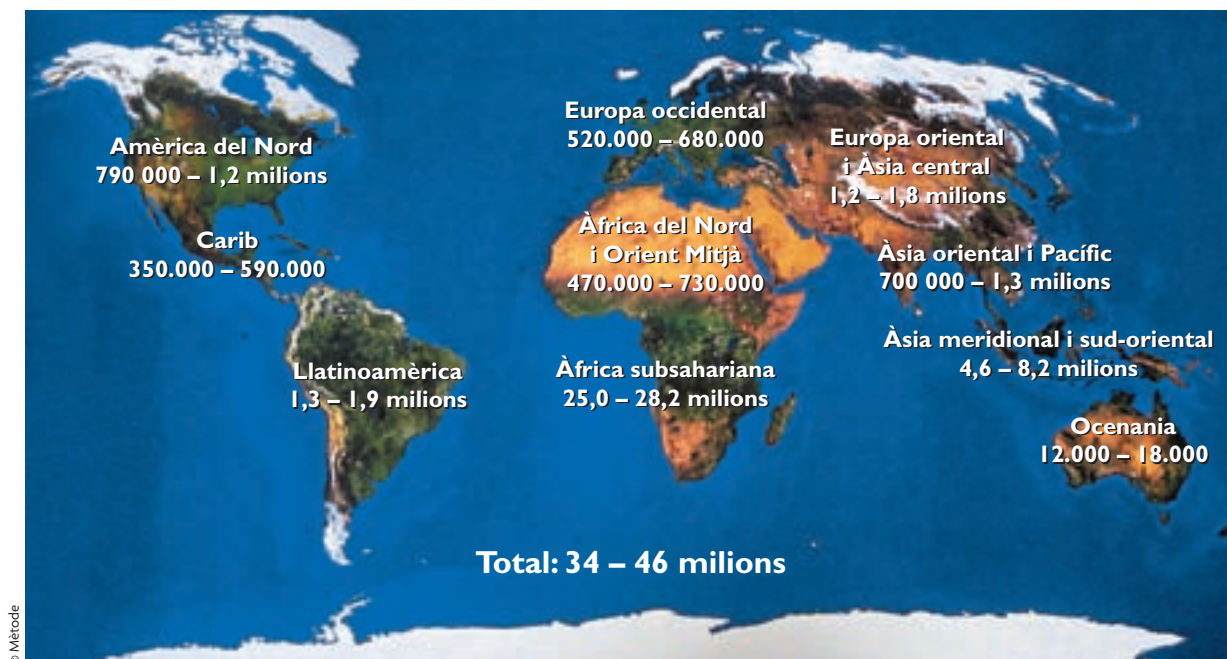 Amèrica del Nord
790 000 – 1,2 milions
Carib
350.000 – 590.000
Llatinoamèrica
1,3 – 1,9 milions
Europa occidental
520.000 – 680.000
Europa oriental
i Àsia central
1,2 – 1,8 milions
Àfrica del Nord
i Orient Mitjà
470.000 – 730.000
Àsia oriental i Pacífic
700 000 – 1,3 milions
Àsia meridional i sud-oriental
4,6 – 8,2 milions
Àfrica subsahariana
25,0 – 28,2 milions
Ocenania
12.000 – 18.000
Total: 34 – 46 milions
© Mètode